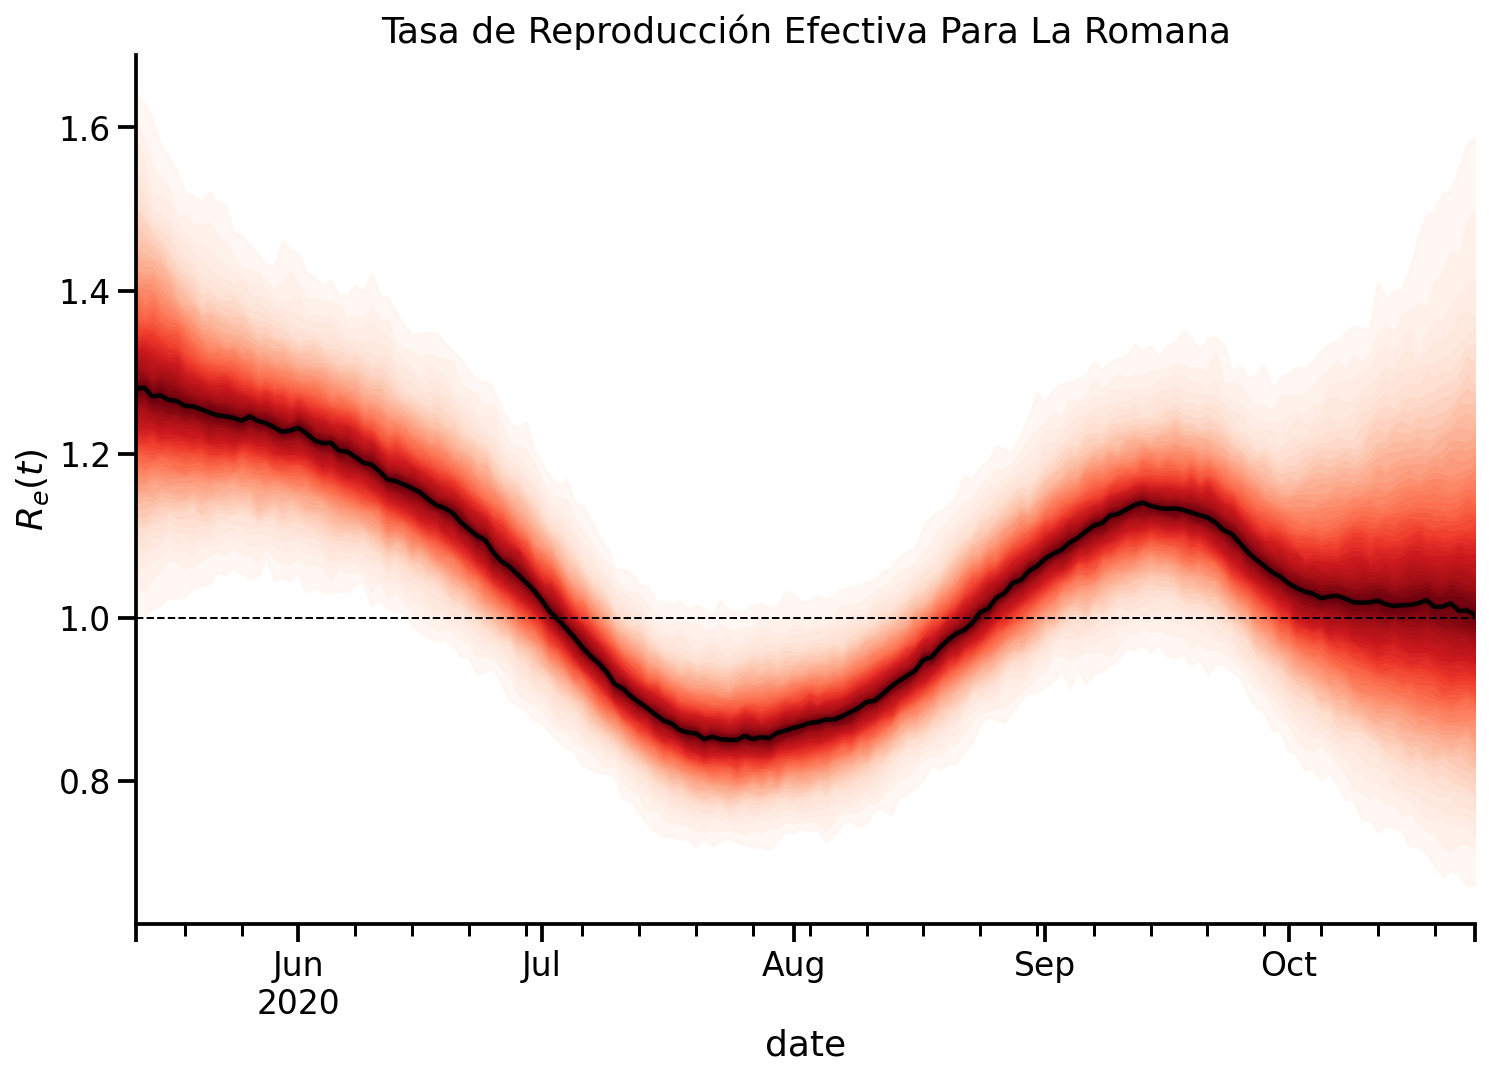 Tasa de Reproducción Efectiva Para La Romana
1.6
1.4
1.2
1.0
0.8
Rₑ(t)
Jun Jul Aug Sep Oct
2020
date